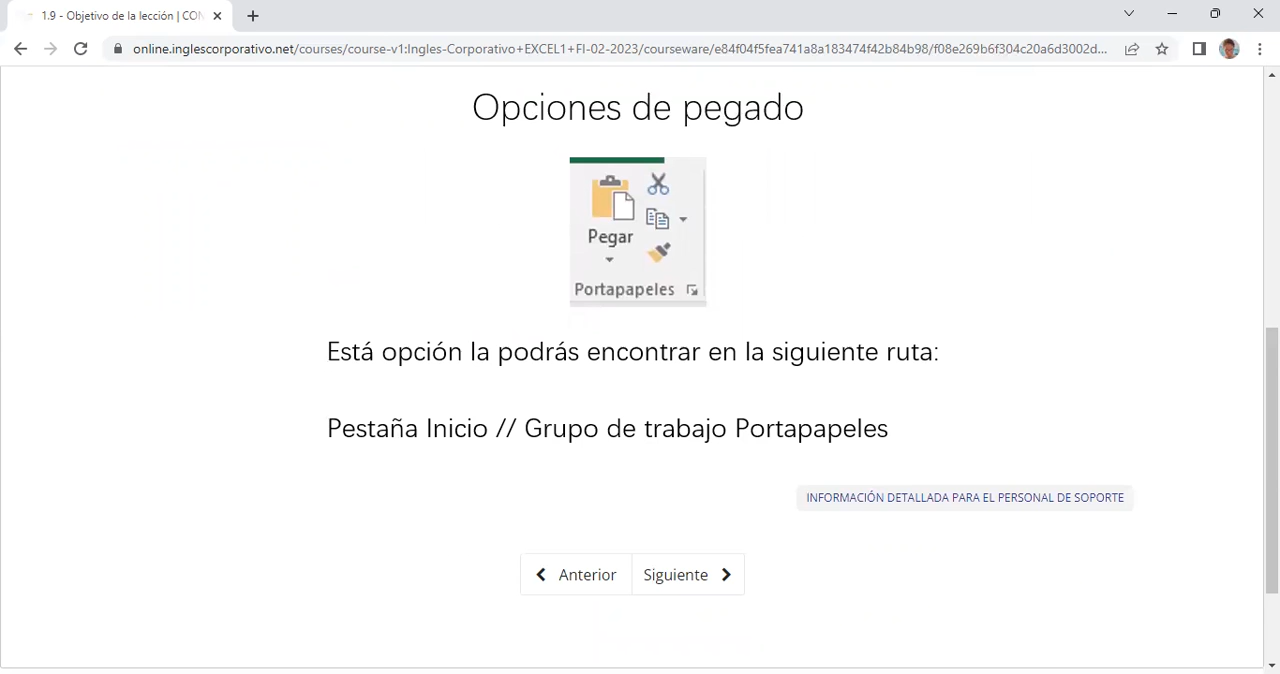 1.9 - Objetivo de la lección | CON
online.inglescorporativo.net/courses/course-v1:Ingles-Corporativo+EXCEL1+FI-02-2023/courseware/e84f04f5fea741a8a183474f42b84b98/f08e269b6f304c20a6d3002d...
Opciones de pegado
Pegar
Portapapeles
Está opción la podrás encontrar en la siguiente ruta:
Pestaña Inicio // Grupo de trabajo Portapapeles
INFORMACIÓN DETALLADA PARA EL PERSONAL DE SOPORTE
Anterior
Siguiente